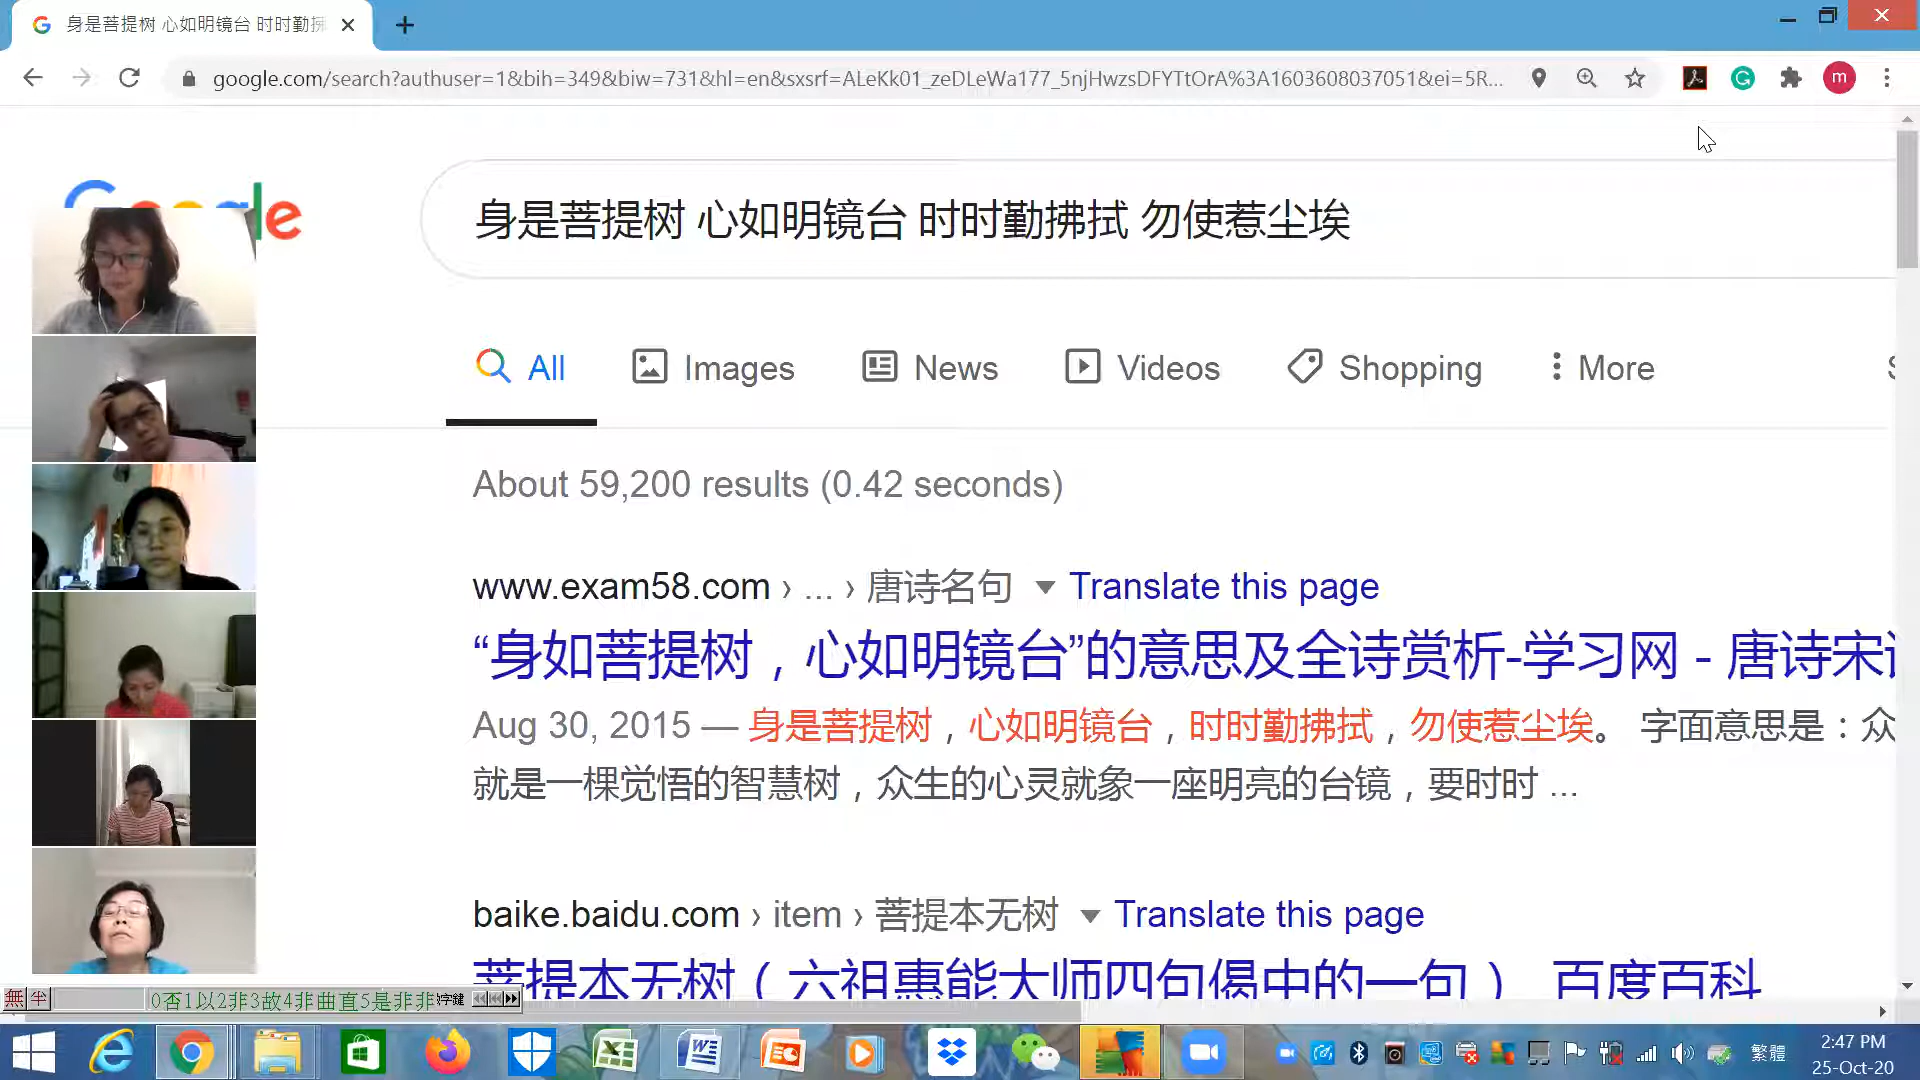 身是菩提树 心如明镜台 时时勤拂
google.com/search?authuser=1&bih=349&biw=731&hl=en&sxsrf=ALeKk01_zeDLeWa177_5njHwzsDFYTtOrA%3A1603608037051&ei=5R...
m
身是菩提树 心如明镜台 时时勤拂拭 勿使惹尘埃
All Images News Videos Shopping More
About 59,200 results (0.42 seconds)
www.exam58.com › ... › 唐诗名句 Translate this page
“身如菩提树，心如明镜台”的意思及全诗赏析-学习网 - 唐诗宋
Aug 30, 2015 — 身是菩提树，心如明镜台，时时勤拂拭，勿使惹尘埃。 字面意思是：众
就是一棵觉悟的智慧树，众生的心灵就象一座明亮的台镜，要时时 ...
baike.baidu.com › item › 菩提本无树 Translate this page
菩提本无树（六祖惠能大师四句偈中的一句）_百度百科
無 半 0否1以2非3故4非曲直5是非非 字鍵
繁體
2:47 PM
25-Oct-20